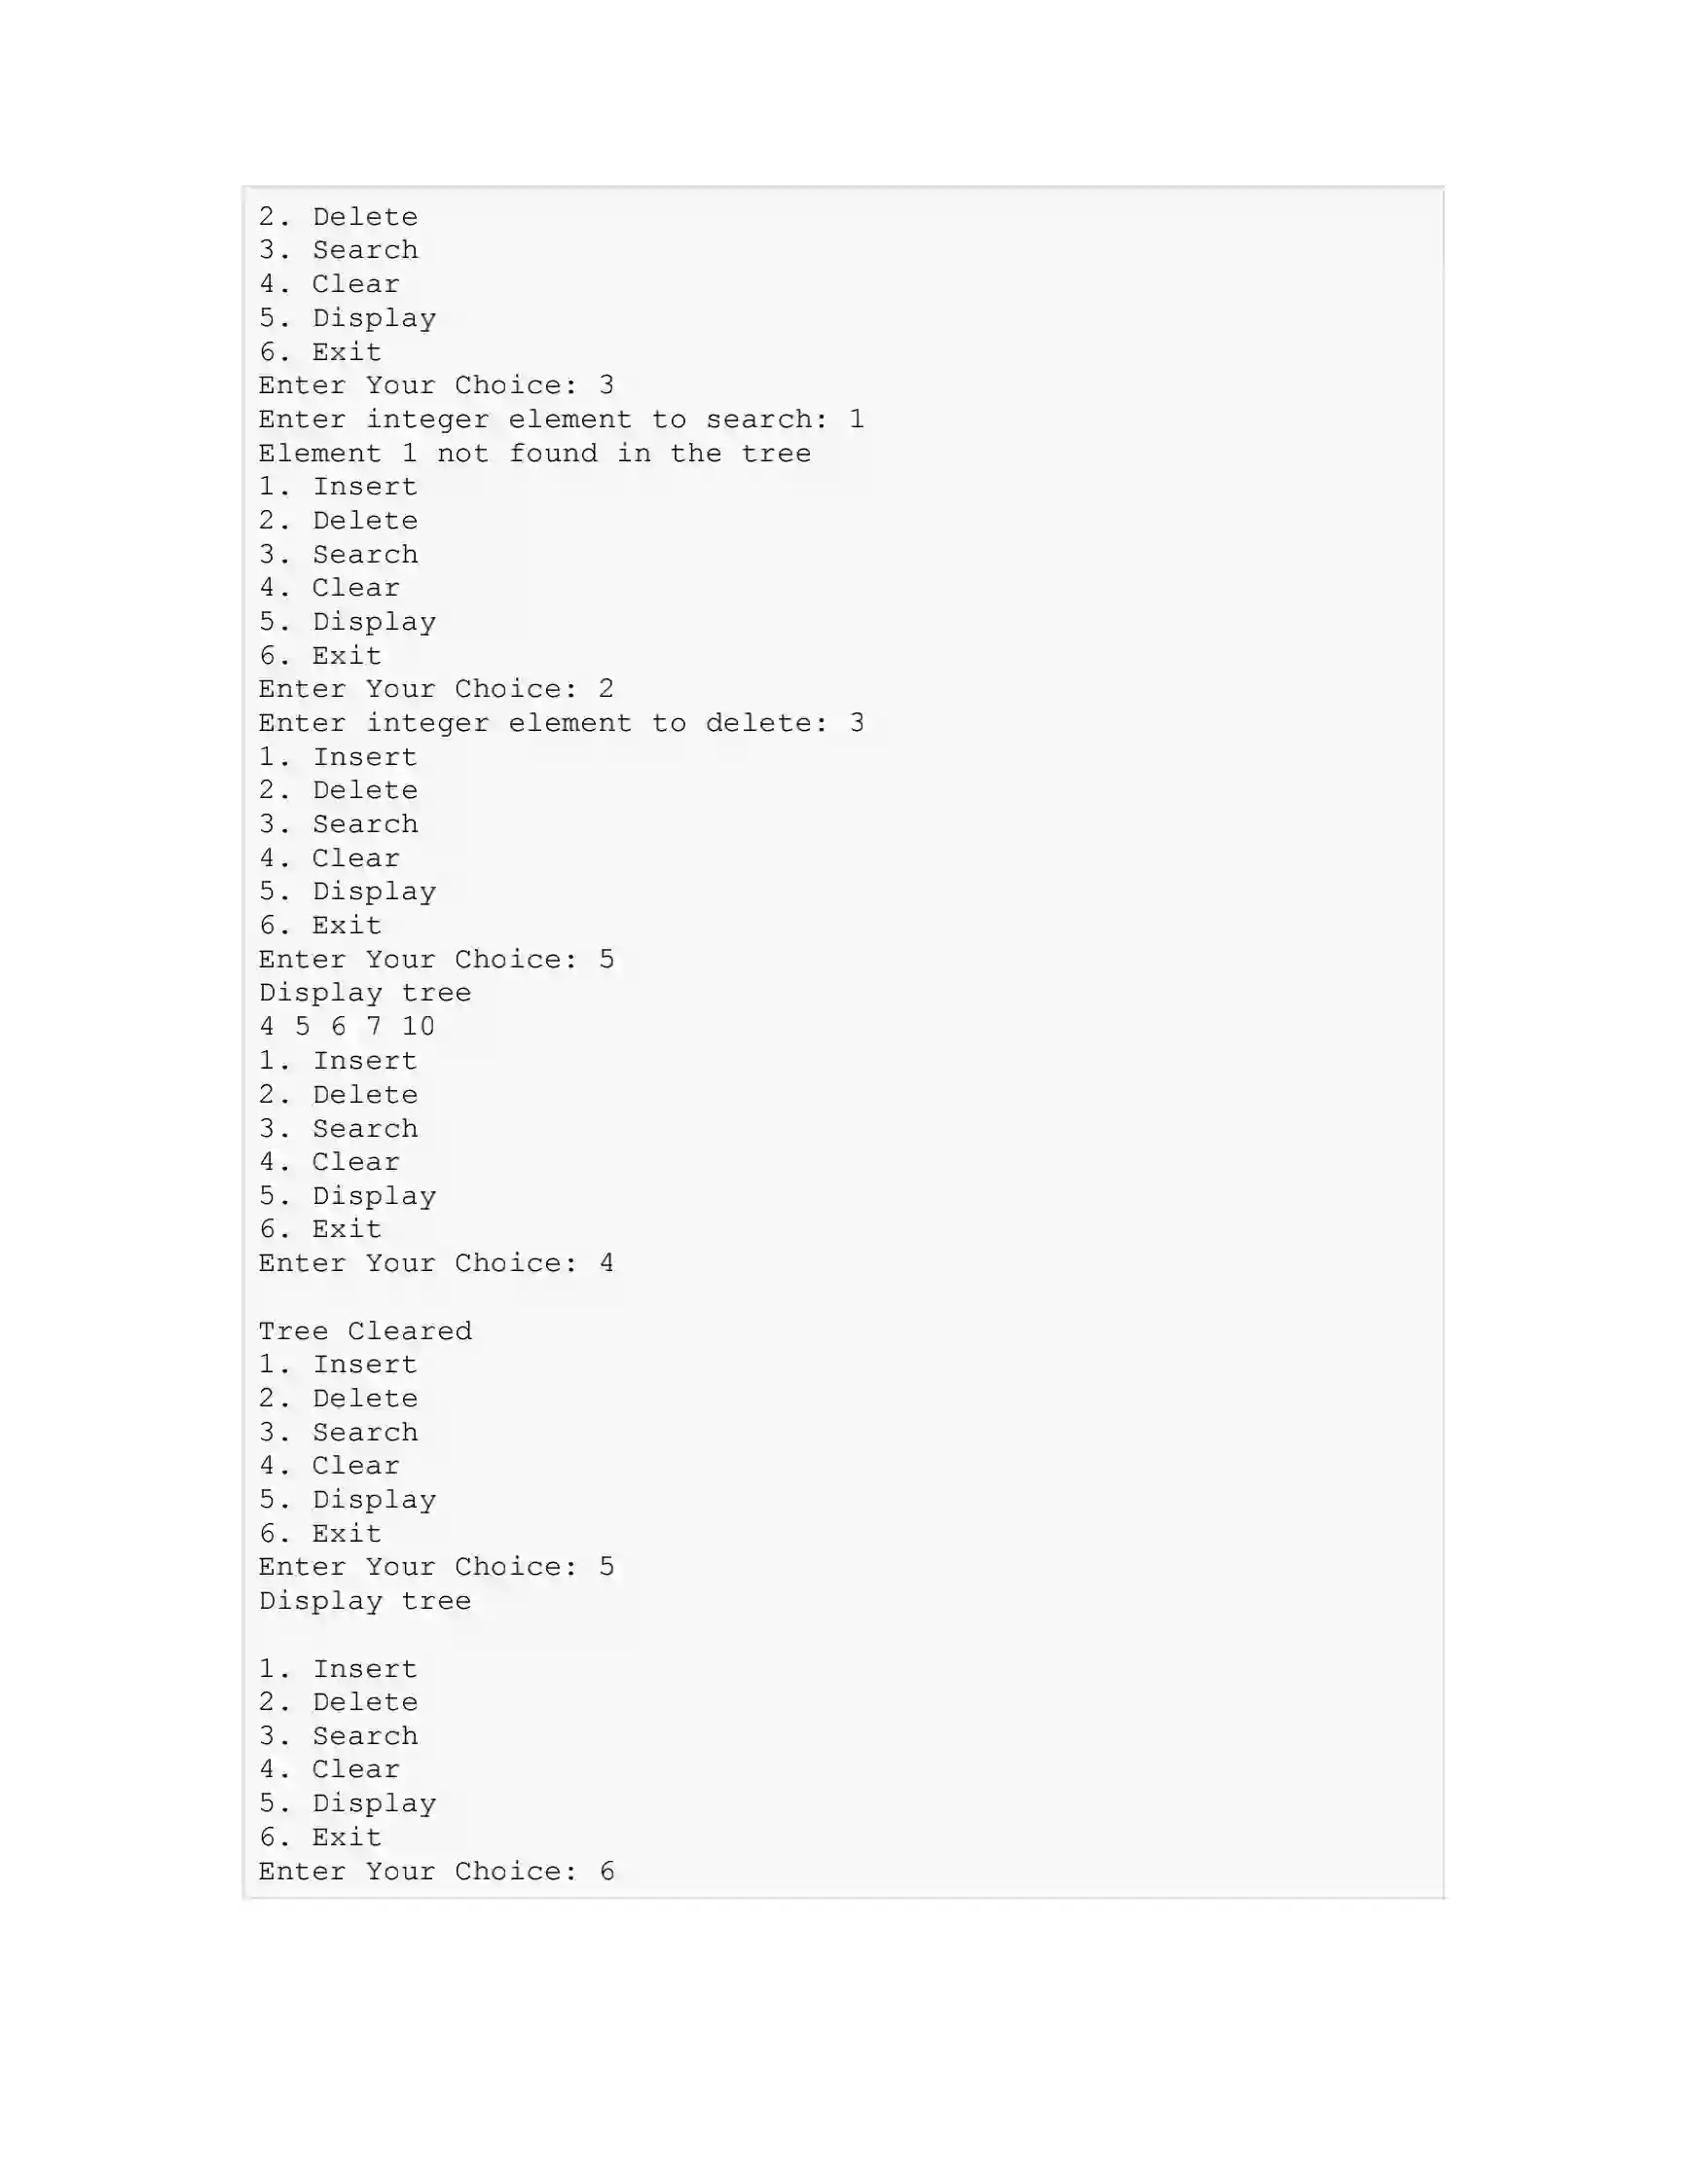 2. Delete
3. Search
4. Clear
5. Display
6. Exit
Enter Your Choice: 3
Enter integer element to search: 1
Element 1 not found in the tree
1. Insert
2. Delete
3. Search
4. Clear
5. Display
6. Exit
Enter Your Choice: 2
Enter integer element to delete: 3
1. Insert
2. Delete
3. Search
4. Clear
5. Display
6. Exit
Enter Your Choice: 5
Display tree
4 5 6 7 10
1. Insert
2. Delete
3. Search
4. Clear
5. Display
6. Exit
Enter Your Choice: 4
Tree Cleared
1. Insert
2. Delete
3. Search
4. Clear
5. Display
6. Exit
Enter Your Choice: 5
Display tree
1. Insert
2. Delete
3. Search
4. Clear
5. Display
6. Exit
Enter Your Choice: 6